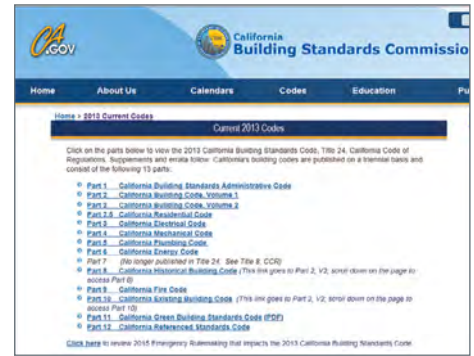 CA.GOV
California
Building Standards Commissio
Home About Us Calendars Codes Education Pu
Home > 2013 Current Codes
Current 2013 Codes
Click on the parts below to view the 2013 California Building Standards Code, Title 24, California Code of
Regulations. Supplements and errata follow. California's building codes are published on a triennial basis and
consist of the following 13 parts:
Part 1 California Building Standards Administrative Code
Part 2 California Building Code, Volume 1
Part 2 California Building Code, Volume 2
Part 2.5 California Residential Code
Part 3 California Electrical Code
Part 4 California Mechanical Code
Part 5 California Plumbing Code
Part 6 California Energy Code
Part 7 (No longer published in Title 24. See Title 8, CCR)
Part 8 California Historical Building Code (This link goes to Part 2, V2, scroll down on the page to
access Part 8)
Part 9 California Fire Code
Part 10 California Existing Building Code (This link goes to Part 2, V2, scroll down on the page to
access Part 10)
Part 11 California Green Building Standards Code (PDF)
Part 12 California Referenced Standards Code
Click here to review 2015 Emergency Rulemaking that impacts the 2013 California Building Standards Code